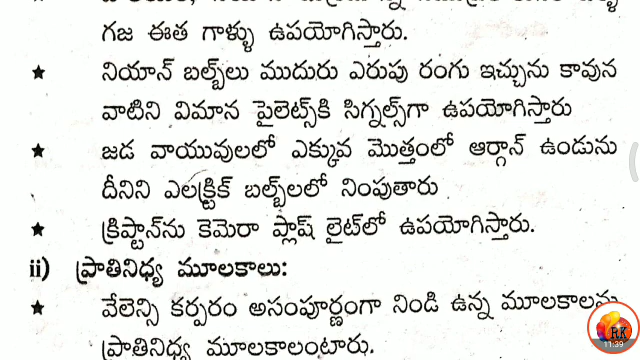 గజ ఈత గాళ్ళు ఉపయోగిస్తారు.
★ నియాన్ బల్బ్‌లు ముదురు ఎరుపు రంగు ఇచ్చును కావున
వాటిని విమాన పైలెట్స్‌కి సిగ్నల్స్‌గా ఉపయోగిస్తారు
★ జడ వాయువులలో ఎక్కువ మొత్తంలో ఆర్గాన్ ఉండును
దీనిని ఎలక్ట్రిక్ బల్బ్‌లలో నింపుతారు.
★ క్రిప్టాన్‌ను కెమెరా ప్లాష్ లైట్‌లో ఉపయోగిస్తారు.
ii) ప్రాతినిధ్య మూలకాలు:
★ వేలెన్సి కర్పరం అసంపూర్ణంగా నిండి ఉన్న మూలకాలను
ప్రాతినిధ్య మూలకాలంటారు.
RK
11:39